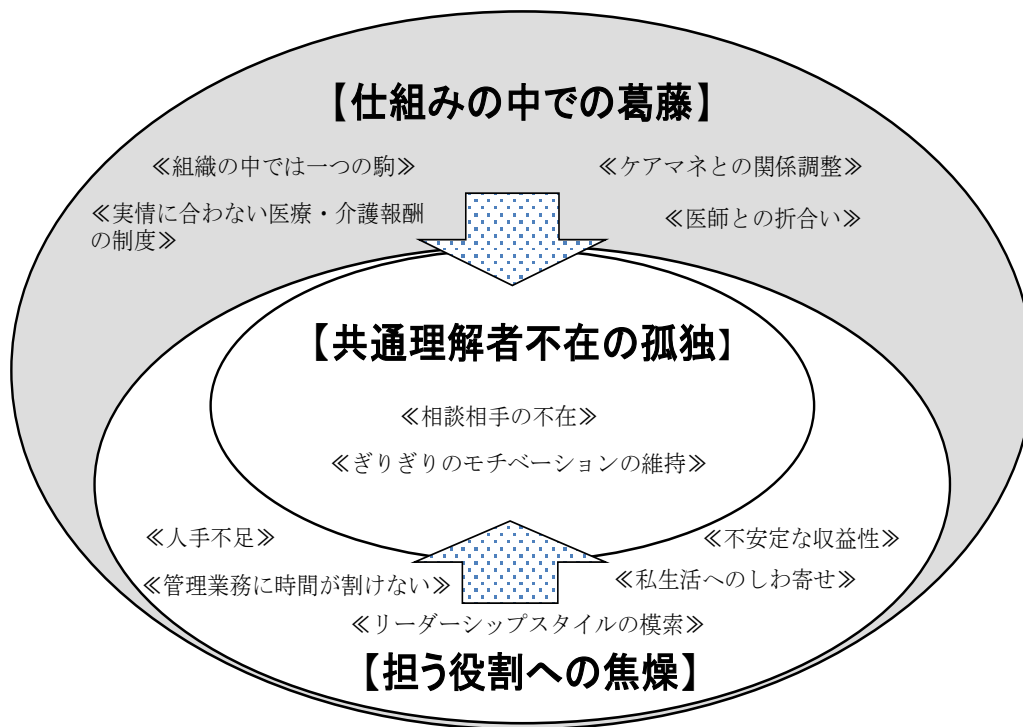 【仕組みの中での葛藤】
≪組織の中では一つの駒≫
≪ケアマネとの関係調整≫
≪実情に合わない医療・介護報酬
の制度≫
≪医師との折合い≫
【共通理解者不在の孤独】
≪相談相手の不在≫
≪ぎりぎりのモチベーションの維持≫
≪人手不足≫
≪不安定な収益性≫
≪管理業務に時間が割けない≫
≪私生活へのしわ寄せ≫
≪リーダーシップスタイルの模索≫
【担う役割への焦燥】